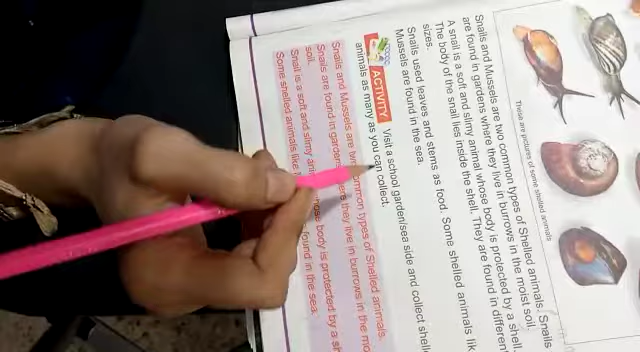 These are pictures of some shelled animals
Snails and Mussels are two common types of Shelled animals. Snails
are found in gardens where they live in burrows in the moist soil.
A snail is a soft and slimy animal whose body is protected by a shell.
The body of the snail lies inside the shell. They are found in different
sizes.
Snails used leaves and stems as food. Some shelled animals lik
Mussels are found in the sea.
ACTIVITY Visit a school garden/sea side and collect shell
animals as many as you can collect.
Snails and Mussels are two common types of Shelled animals.
Snails are found in gardens they live in burrows in the
soil.
Snail is a soft and slimy whose body is protected by a
Some shelled animals like found in the sea.